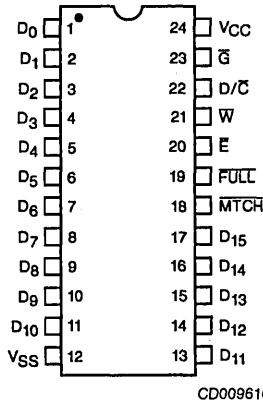 D0 1 24 VCC
D1 2 23 G̅
D2 3 22 D/C̅
D3 4 21 W̅
D4 5 20 E̅
D5 6 19 F̅U̅L̅L̅
D6 7 18 M̅T̅C̅H̅
D7 8 17 D15
D8 9 16 D14
D9 10 15 D13
D10 11 14 D12
VSS 12 13 D11